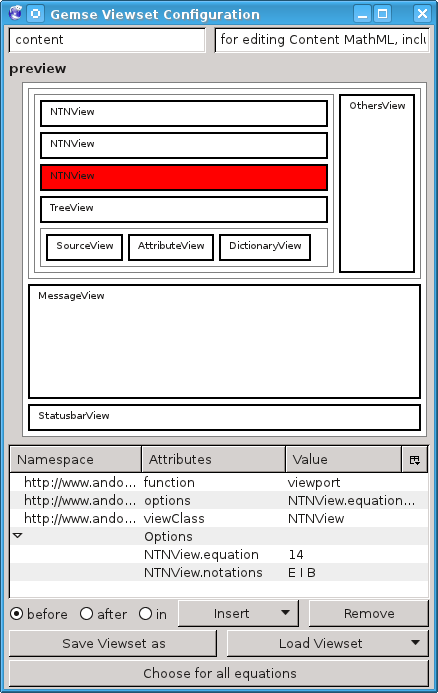 Gemse Viewset Configuration
content
for editing Content MathML, inclu
preview
NTNView
OthersView
NTNView
NTNView
TreeView
SourceView AttributeView DictionaryView
MessageView
StatusbarView
Namespace Attributes Value
http://www.ando... function viewport
http://www.ando... options NTNView.equation...
http://www.ando... viewClass NTNView
Options
NTNView.equation 14
NTNView.notations E I B
before after in Insert Remove
Save Viewset as Load Viewset
Choose for all equations